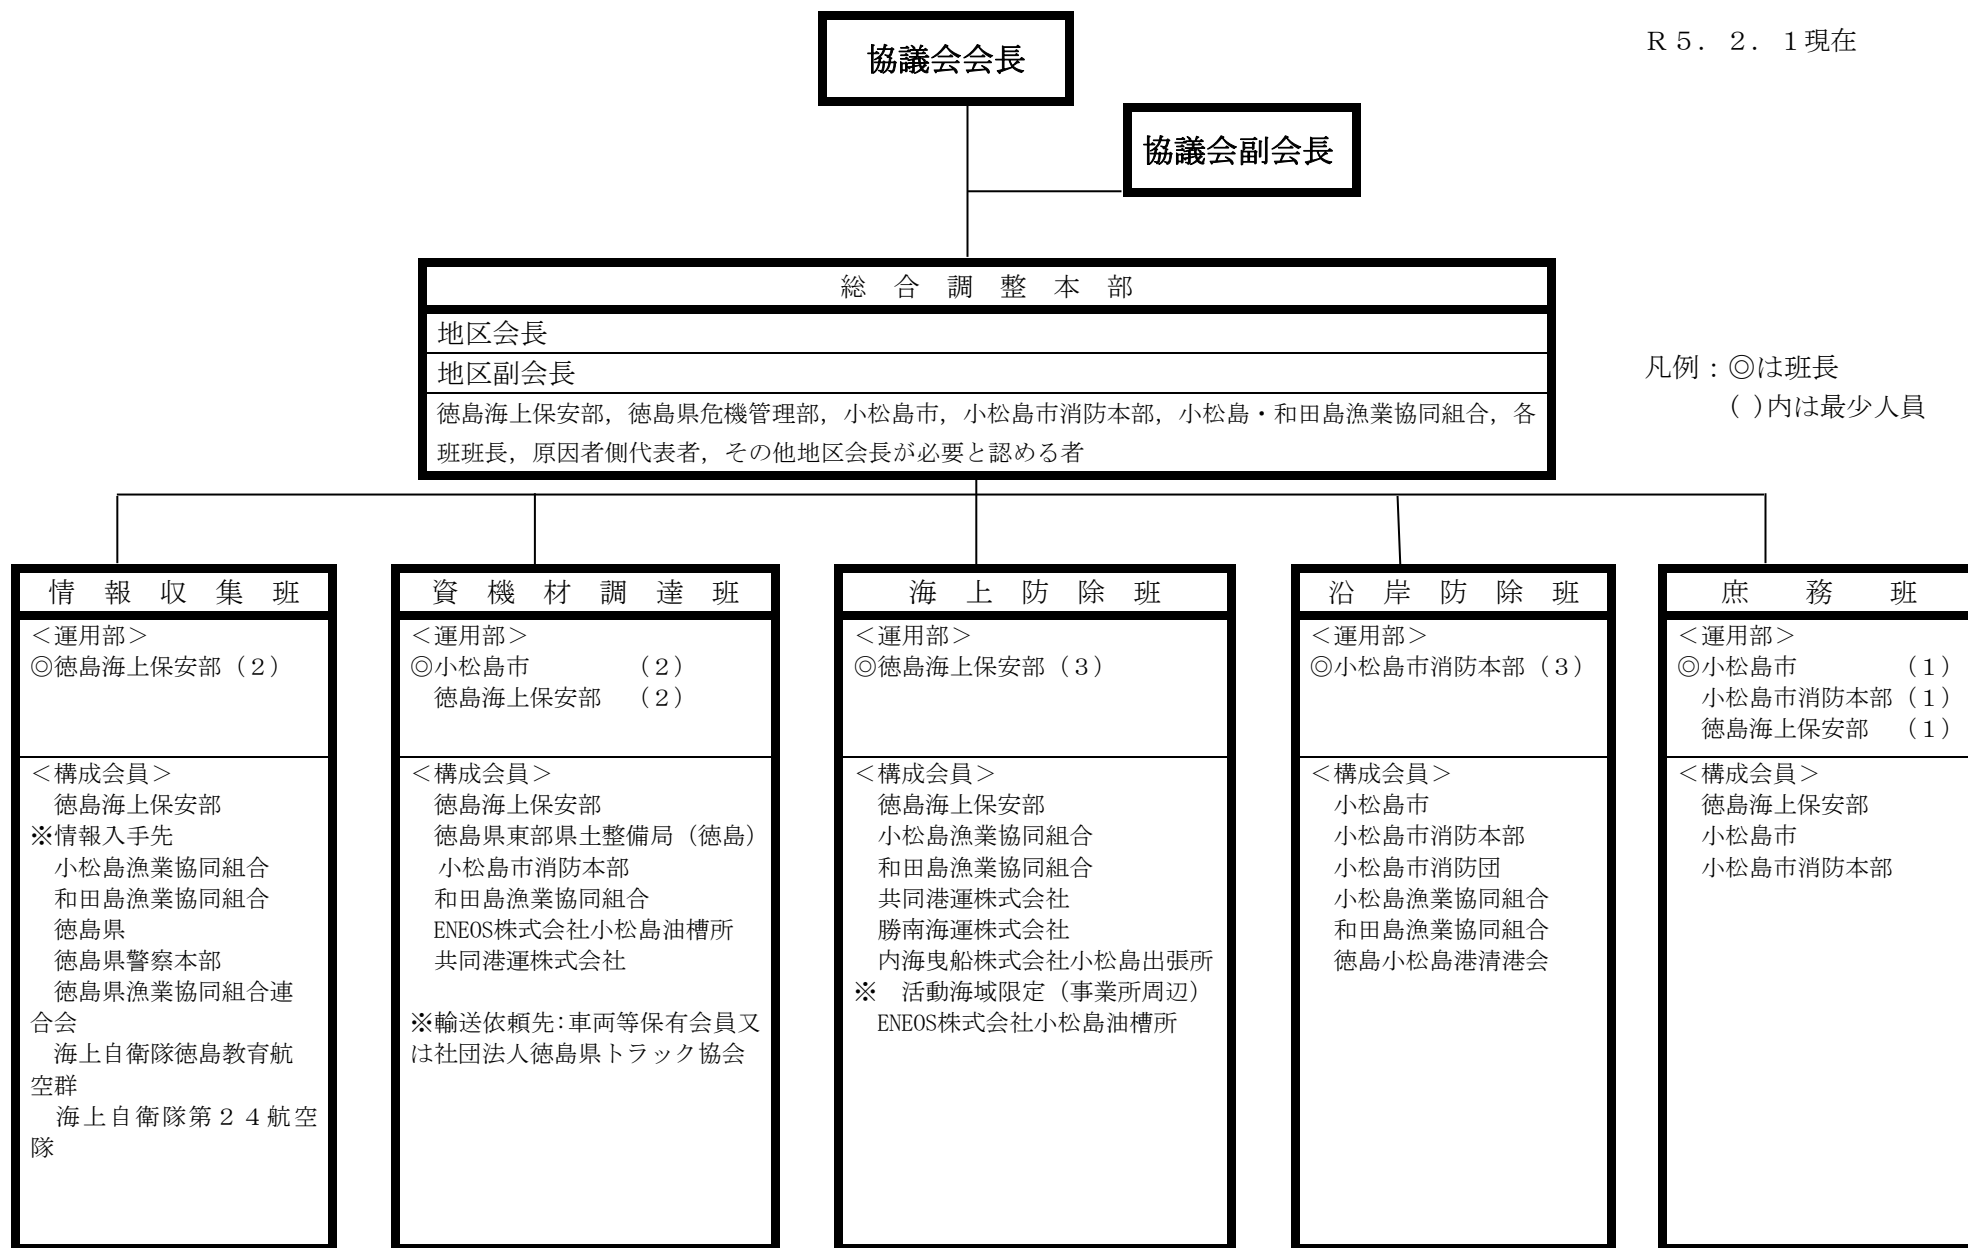 協議会会長
R５．２．１現在
協議会副会長
総合調整本部
地区会長
地区副会長
徳島海上保安部，徳島県危機管理部，小松島市，小松島市消防本部，小松島・和田島漁業協同組合，各
班班長，原因者側代表者，その他地区会長が必要と認める者
凡例：◎は班長
( )内は最少人員
情報収集班
＜運用部＞
◎徳島海上保安部（２）
＜構成会員＞
徳島海上保安部
※情報入手先
小松島漁業協同組合
和田島漁業協同組合
徳島県
徳島県警察本部
徳島県漁業協同組合連
合会
海上自衛隊徳島教育航
空群
海上自衛隊第２４航空
隊
資機材調達班
＜運用部＞
◎小松島市　（２）
徳島海上保安部　（２）
＜構成会員＞
徳島海上保安部
徳島県東部県土整備局（徳島）
小松島市消防本部
和田島漁業協同組合
ENEOS株式会社小松島油槽所
共同港運株式会社
※輸送依頼先：車両等保有会員又
は社団法人徳島県トラック協会
海上防除班
＜運用部＞
◎徳島海上保安部（３）
＜構成会員＞
徳島海上保安部
小松島漁業協同組合
和田島漁業協同組合
共同港運株式会社
勝南海運株式会社
内海曳船株式会社小松島出張所
※　活動海域限定（事業所周辺）
ENEOS株式会社小松島油槽所
沿岸防除班
＜運用部＞
◎小松島市消防本部（３）
＜構成会員＞
小松島市
小松島市消防本部
小松島市消防団
小松島漁業協同組合
和田島漁業協同組合
徳島小松島港清港会
庶務班
＜運用部＞
◎小松島市　（１）
小松島市消防本部（１）
徳島海上保安部　（１）
＜構成会員＞
徳島海上保安部
小松島市
小松島市消防本部